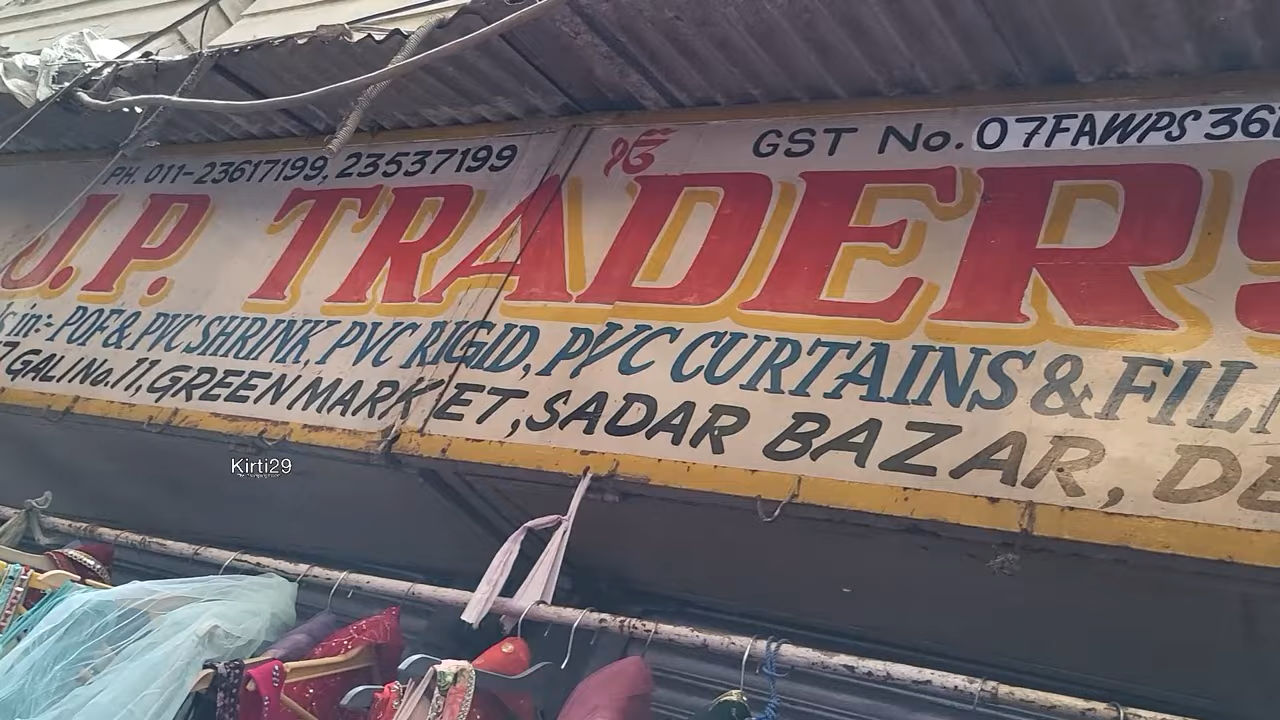 PH. 011-23617199, 23537199 ੴ GST No. 07FAWPS36
J.P. TRADERS
in:- POF & PVC SHRINK, PVC RIGID, PVC CURTAINS & FIL
7 GALI No. 11, GREEN MARKET, SADAR BAZAR, DE
Kirti29